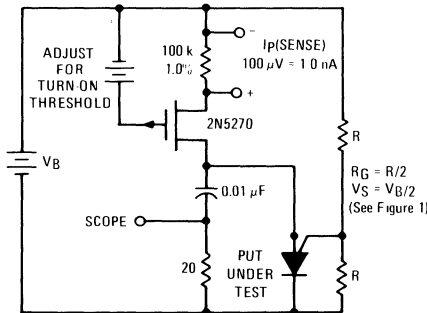 ADJUST
FOR
TURN-ON
THRESHOLD
100 k
1.0%
–
IP(SENSE)
100 µV = 1 0 nA
+
2N5270
VB
0.01 µF
SCOPE
20
PUT
UNDER
TEST
R
RG = R/2
VS = VB/2
(See Figure 1)
R